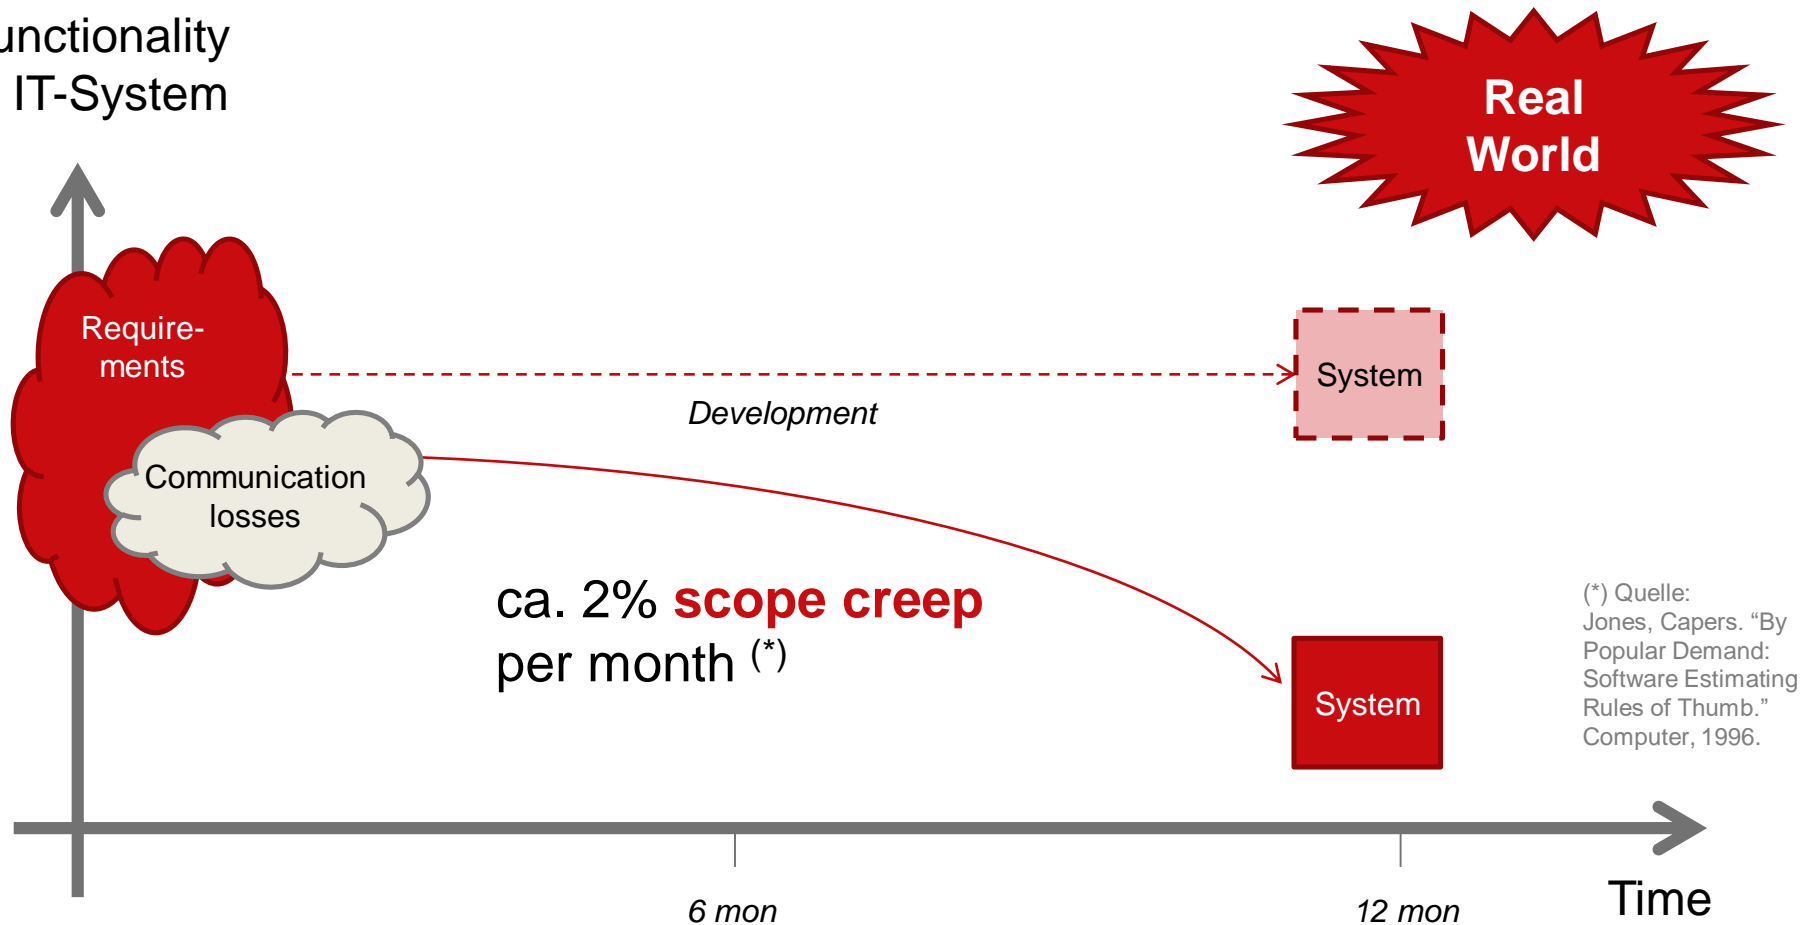 unctionality
IT-System
Real
World
Require-
ments
System
Development
Communication
losses
ca. 2% scope creep
per month (*)
(*) Quelle:
Jones, Capers. “By
Popular Demand:
Software Estimating
Rules of Thumb.”
Computer, 1996.
System
6 mon
12 mon
Time